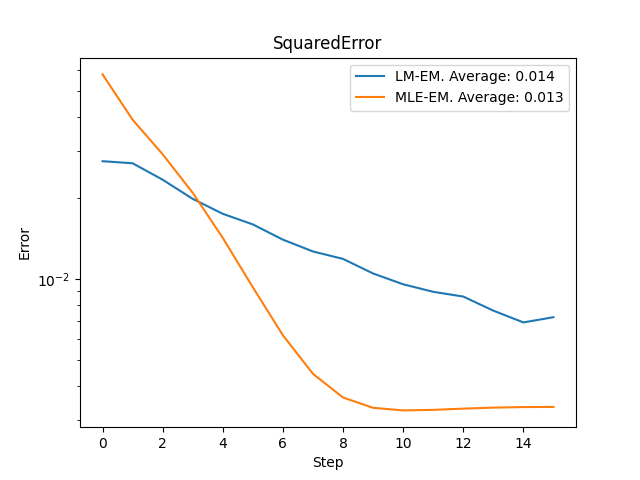 SquaredError
LM-EM. Average: 0.014
MLE-EM. Average: 0.013
Error
10⁻²
0 2 4 6 8 10 12 14
Step